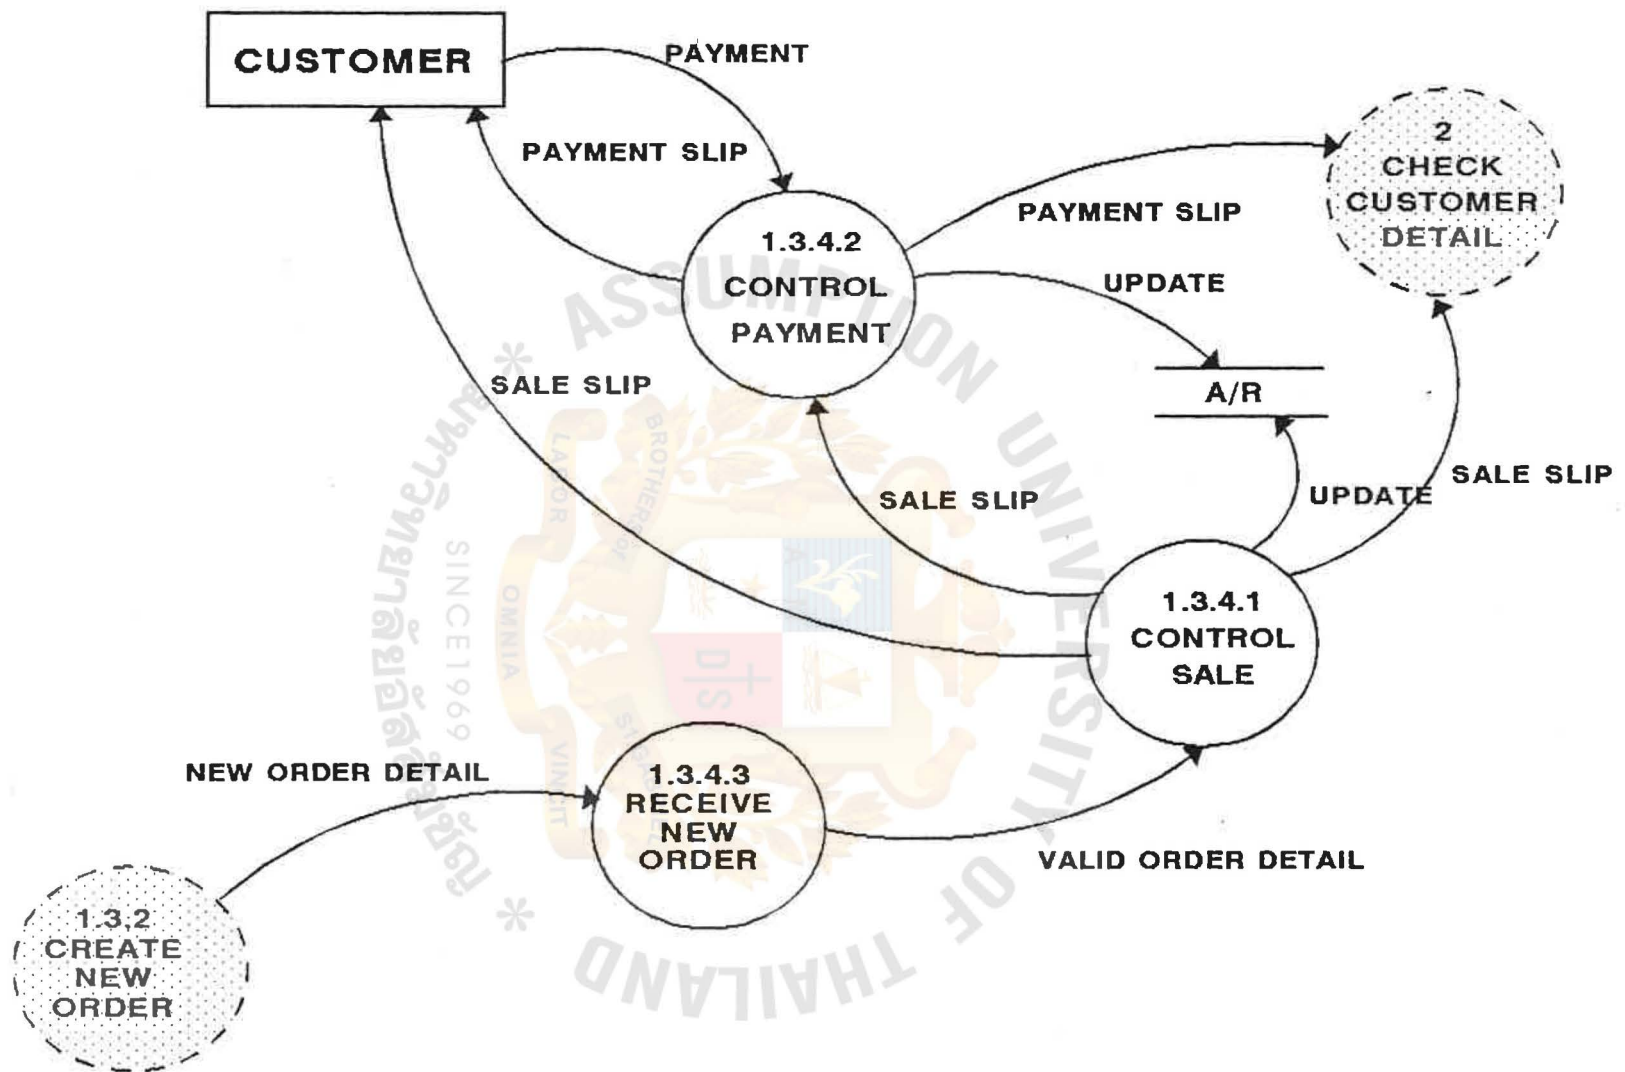 CUSTOMER
PAYMENT
PAYMENT SLIP
2
CHECK
CUSTOMER
DETAIL
PAYMENT SLIP
1.3.4.2
CONTROL
PAYMENT
UPDATE
SALE SLIP
A/R
SALE SLIP
UPDATE
SALE SLIP
1.3.4.1
CONTROL
SALE
NEW ORDER DETAIL
1.3.4.3
RECEIVE
NEW
ORDER
VALID ORDER DETAIL
1.3,2
CREATE
NEW
ORDER
* ASSUMPTION UNIVERSITY OF THAILAND *
SINCE1969
LABOR
OMNIA
VINCIT
BROTHERS of
D S